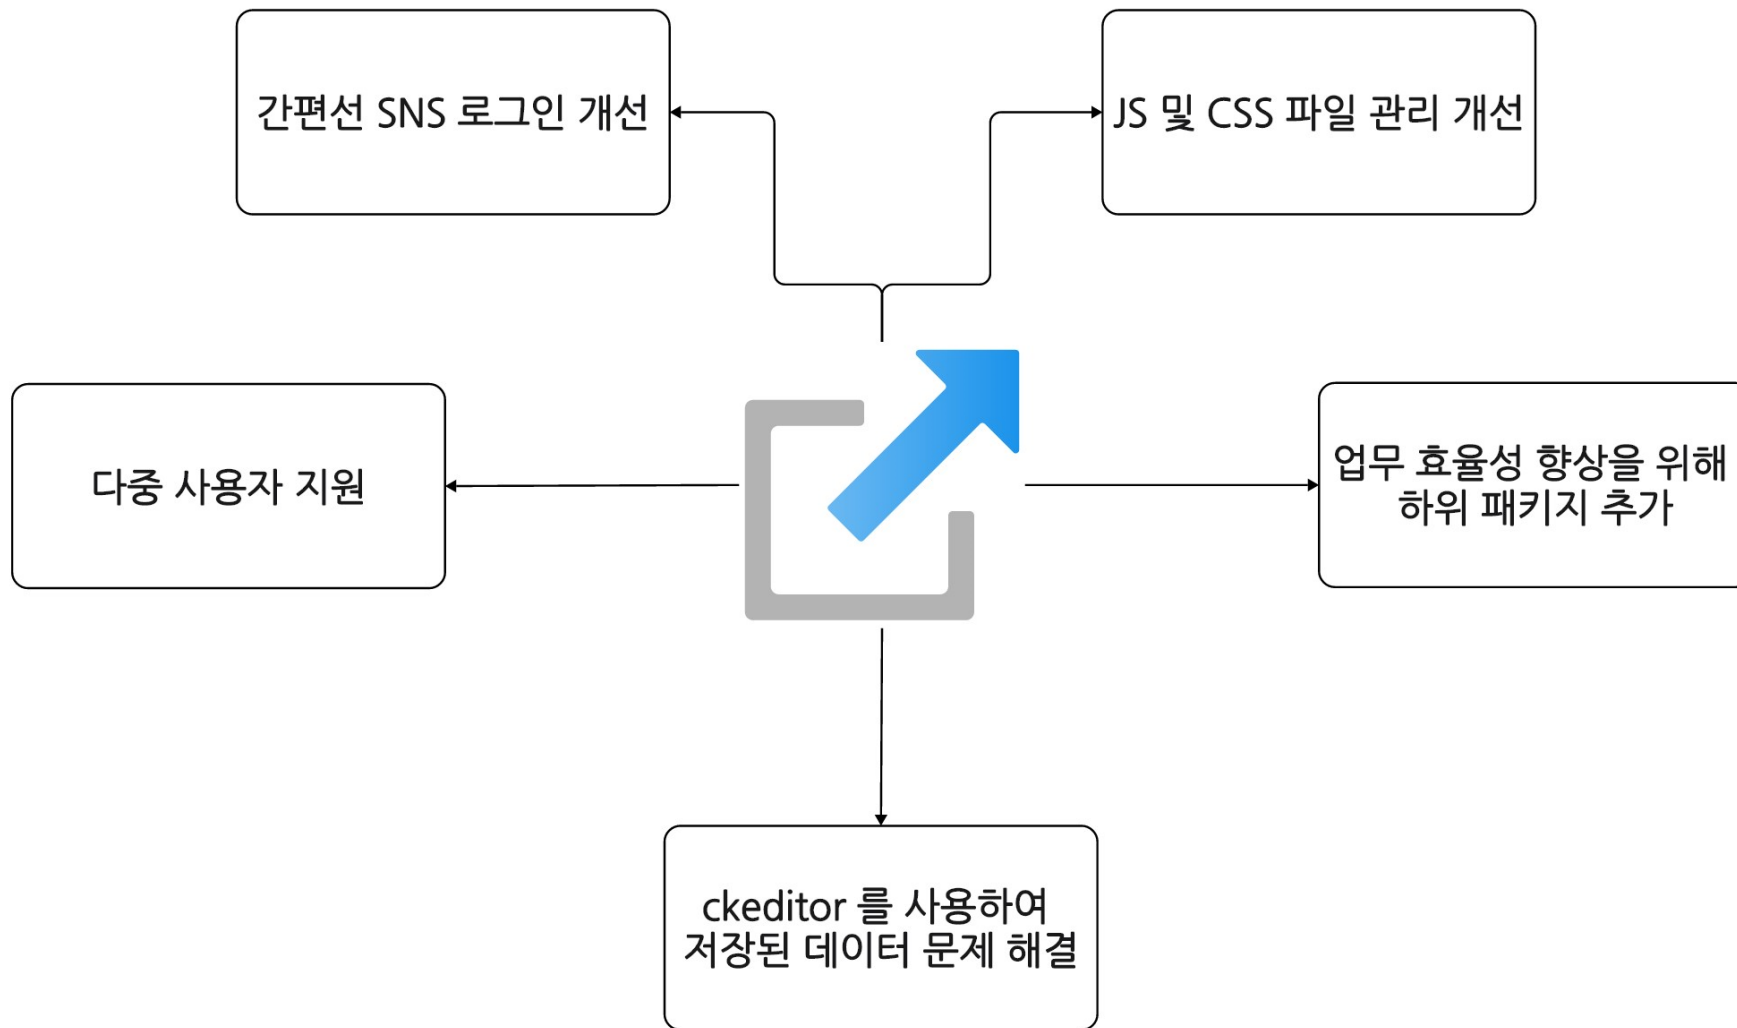 간편선 SNS 로그인 개선
JS 및 CSS 파일 관리 개선
다중 사용자 지원
업무 효율성 향상을 위해
하위 패키지 추가
ckeditor 를 사용하여
저장된 데이터 문제 해결